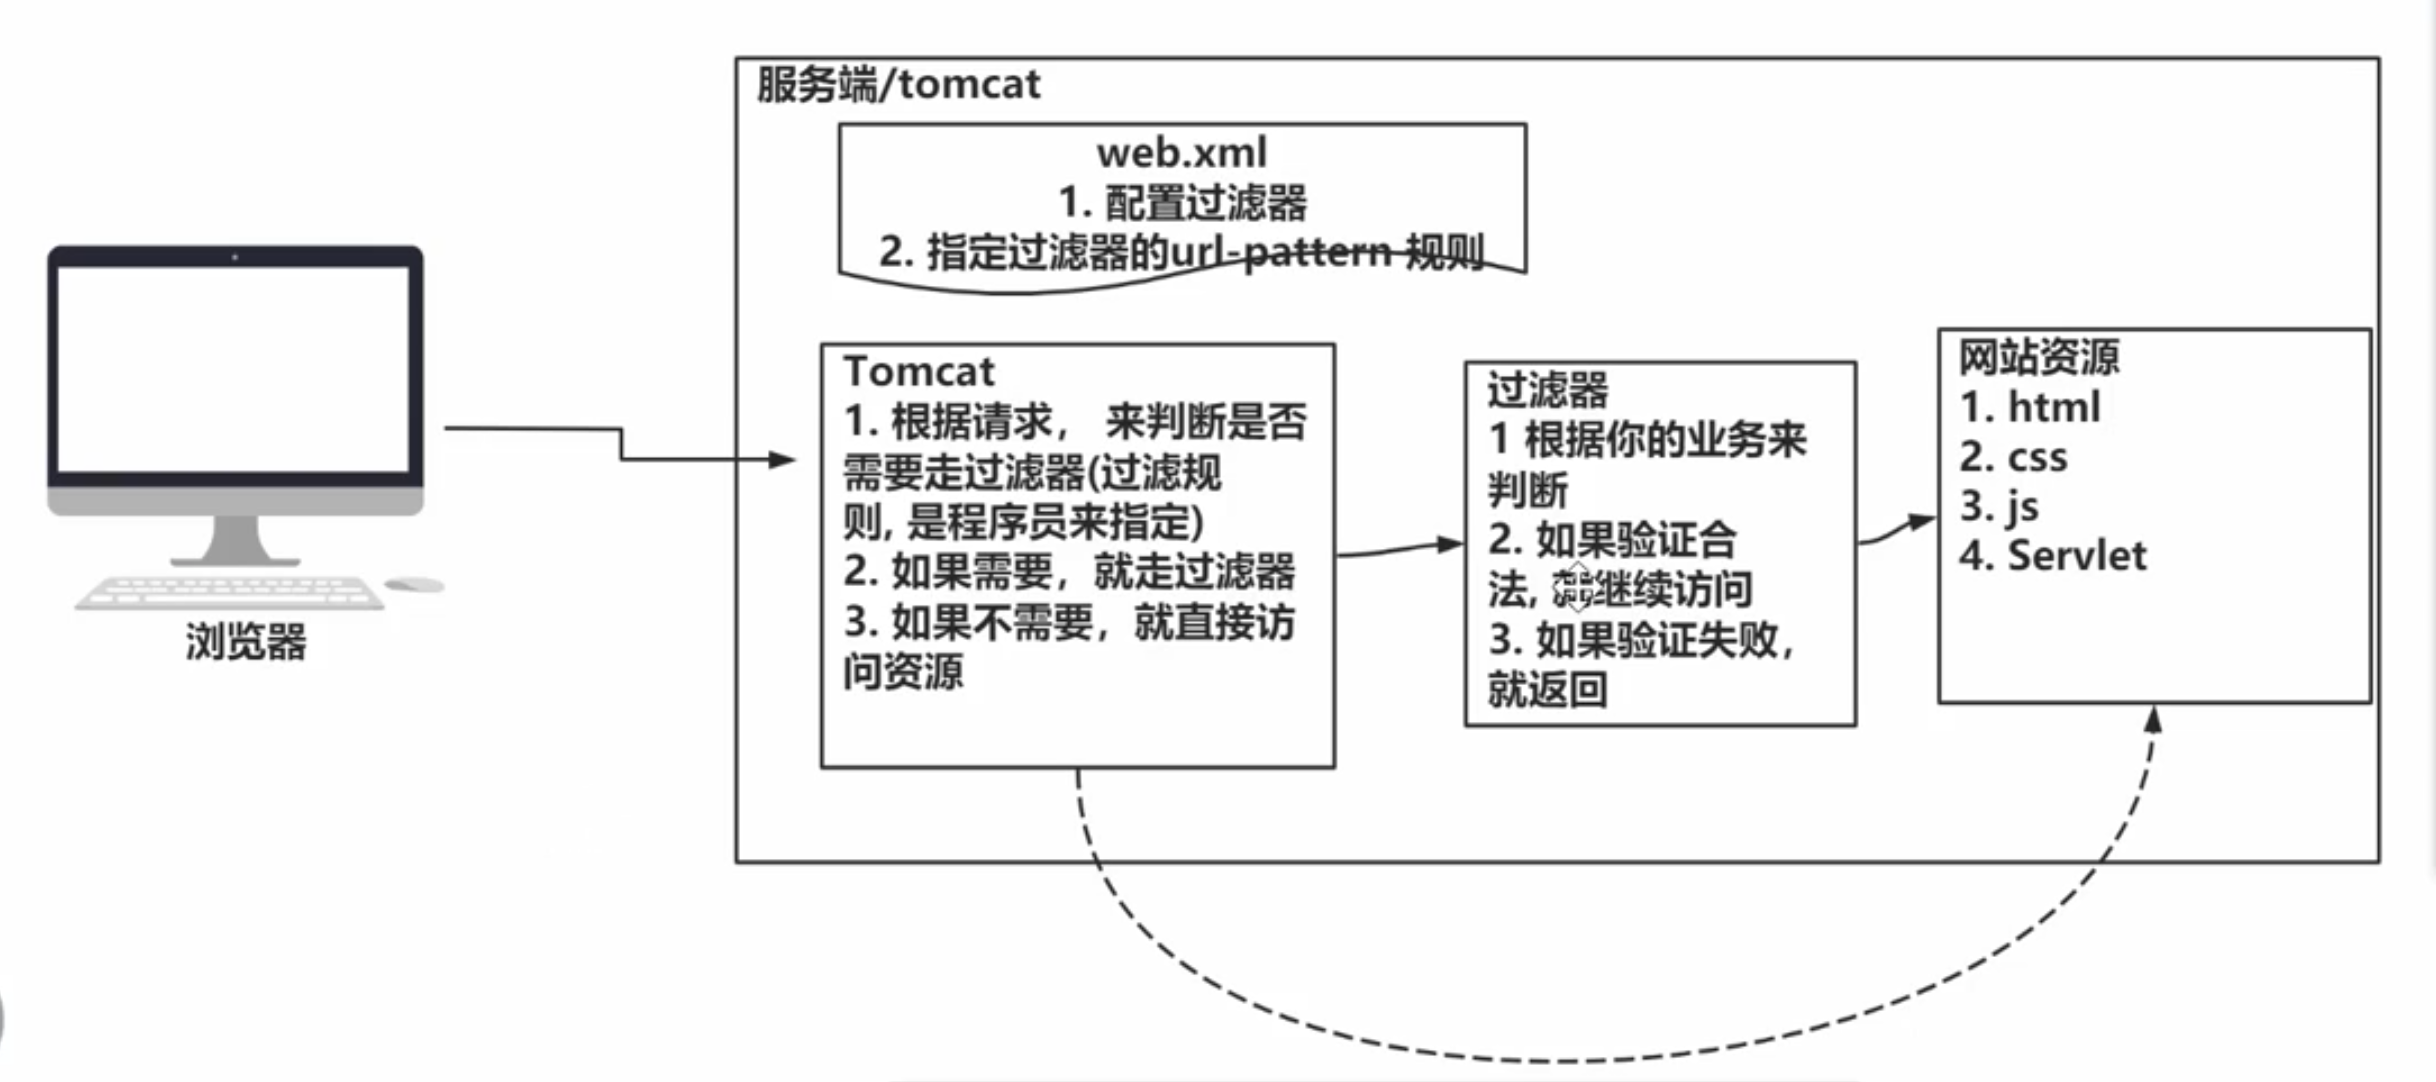 服务端/tomcat
web.xml
1. 配置过滤器
2. 指定过滤器的url-pattern 规则
浏览器
Tomcat
1. 根据请求， 来判断是否
需要走过滤器(过滤规
则, 是程序员来指定)
2. 如果需要，就走过滤器
3. 如果不需要，就直接访
问资源
过滤器
1 根据你的业务来
判断
2. 如果验证合
法, 就继续访问
3. 如果验证失败，
就返回
网站资源
1. html
2. css
3. js
4. Servlet